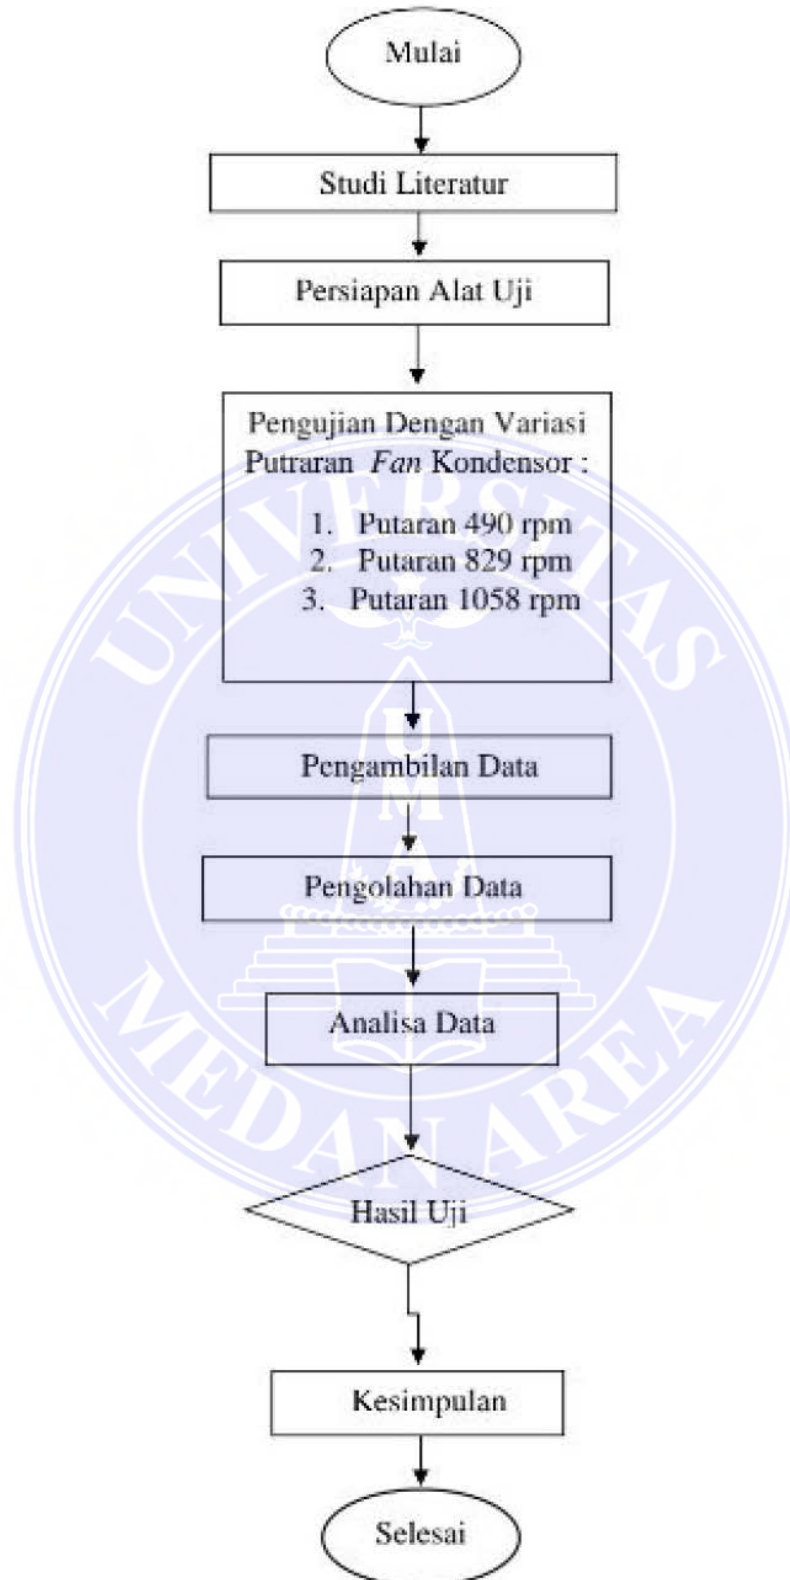 Mulai
Studi Literatur
Persiapan Alat Uji
Pengujian Dengan Variasi
Putraran Fan Kondensor :
1. Putaran 490 rpm
2. Putaran 829 rpm
3. Putaran 1058 rpm
UNIVERSITAS
U
M
A
Pengambilan Data
Pengolahan Data
Analisa Data
MEDAN AREA
Hasil Uji
Kesimpulan
Selesai